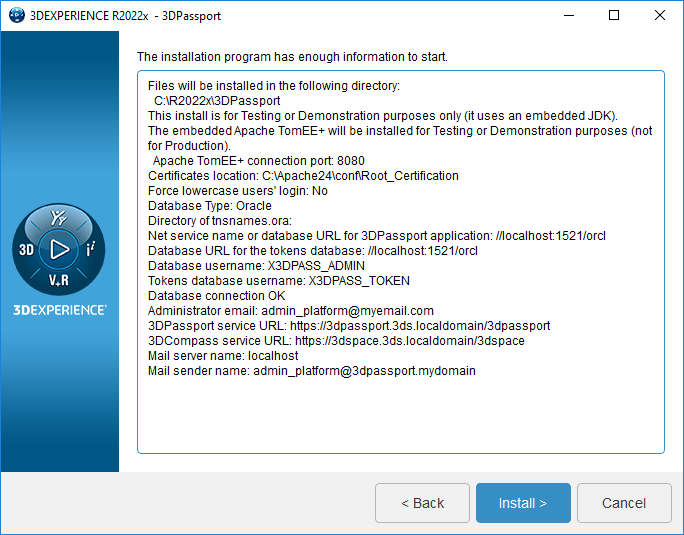 3DEXPERIENCE R2022x - 3DPassport
The installation program has enough information to start.
Files will be installed in the following directory:
C:\R2022x\3DPassport
This install is for Testing or Demonstration purposes only (it uses an embedded JDK).
The embedded Apache TomEE+ will be installed for Testing or Demonstration purposes (not
for Production).
Apache TomEE+ connection port: 8080
Certificates location: C:\Apache24\conf\Root_Certification
Force lowercase users' login: No
Database Type: Oracle
Directory of tnsnames.ora:
Net service name or database URL for 3DPassport application: //localhost:1521/orcl
Database URL for the tokens database: //localhost:1521/orcl
Database username: X3DPASS_ADMIN
Tokens database username: X3DPASS_TOKEN
Database connection OK
Administrator email: admin_platform@myemail.com
3DPassport service URL: https://3dpassport.3ds.localdomain/3dpassport
3DCompass service URL: https://3dspace.3ds.localdomain/3dspace
Mail server name: localhost
Mail sender name: admin_platform@3dpassport.mydomain
3D
i²
V+R
3DEXPERIENCE
< Back
Install >
Cancel